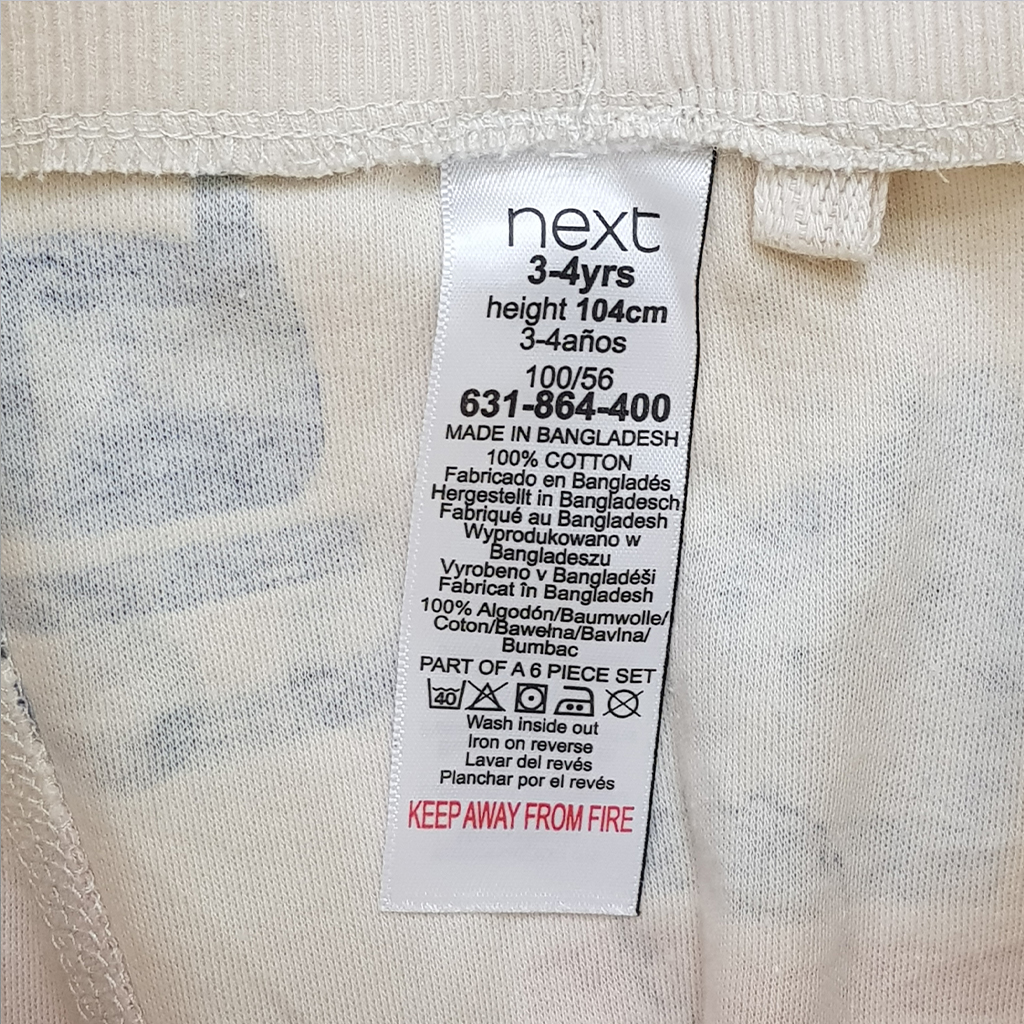 next
3-4yrs
height 104cm
3-4años
100/56
631-864-400
MADE IN BANGLADESH
100% COTTON
Fabricado en Bangladés
Hergestellt in Bangladesch
Fabriqué au Bangladesh
Wyprodukowano w
Bangladeszu
Vyrobeno v Bangladéši
Fabricat în Bangladesh
100% Algodón/Baumwolle/
Coton/Bawełna/Bavlna/
Bumbac
PART OF A 6 PIECE SET
40
Wash inside out
Iron on reverse
Lavar del revés
Planchar por el revés
KEEP AWAY FROM FIRE